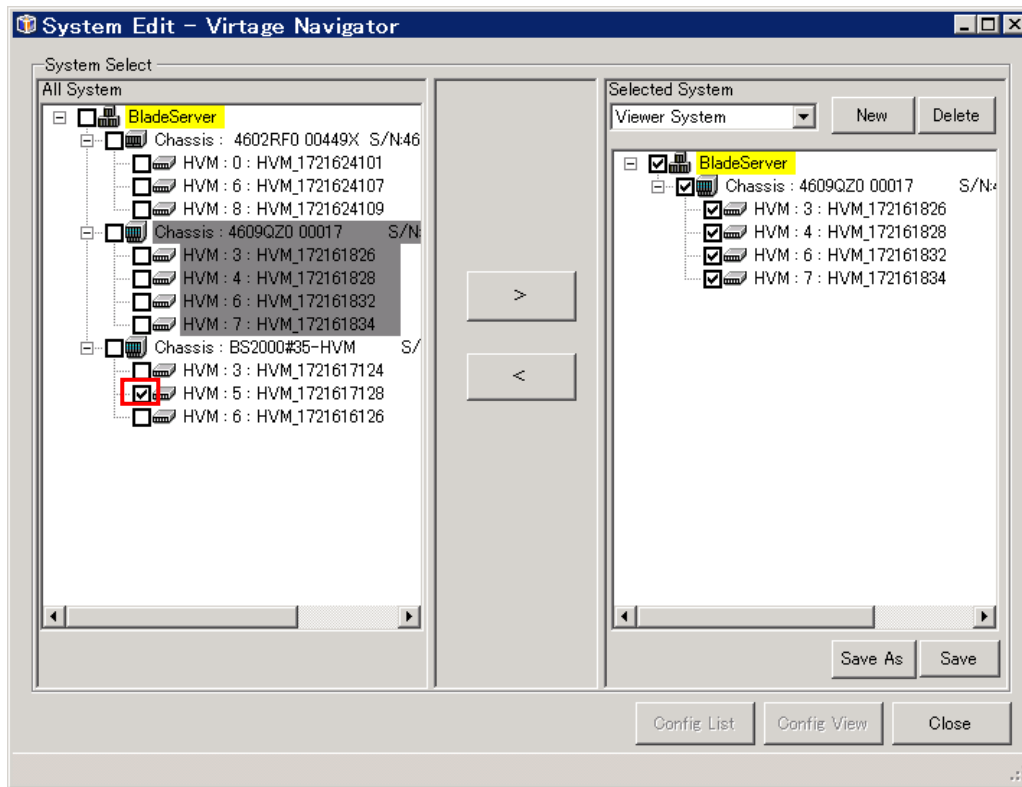 System Edit - Virtage Navigator
System Select
All System
BladeServer
Chassis : 4602RF0 00449X S/N:46
HVM : 0 : HVM_1721624101
HVM : 6 : HVM_1721624107
HVM : 8 : HVM_1721624109
Chassis : 4609QZ0 00017 S/N:
HVM : 3 : HVM_172161826
HVM : 4 : HVM_172161828
HVM : 6 : HVM_172161832
HVM : 7 : HVM_172161834
Chassis : BS2000#35-HVM S/
HVM : 3 : HVM_1721617124
HVM : 5 : HVM_1721617128
HVM : 6 : HVM_1721616126
>
<
Selected System
Viewer System
New
Delete
BladeServer
Chassis : 4609QZ0 00017 S/N:4
HVM : 3 : HVM_172161826
HVM : 4 : HVM_172161828
HVM : 6 : HVM_172161832
HVM : 7 : HVM_172161834
Save As
Save
Config List
Config View
Close